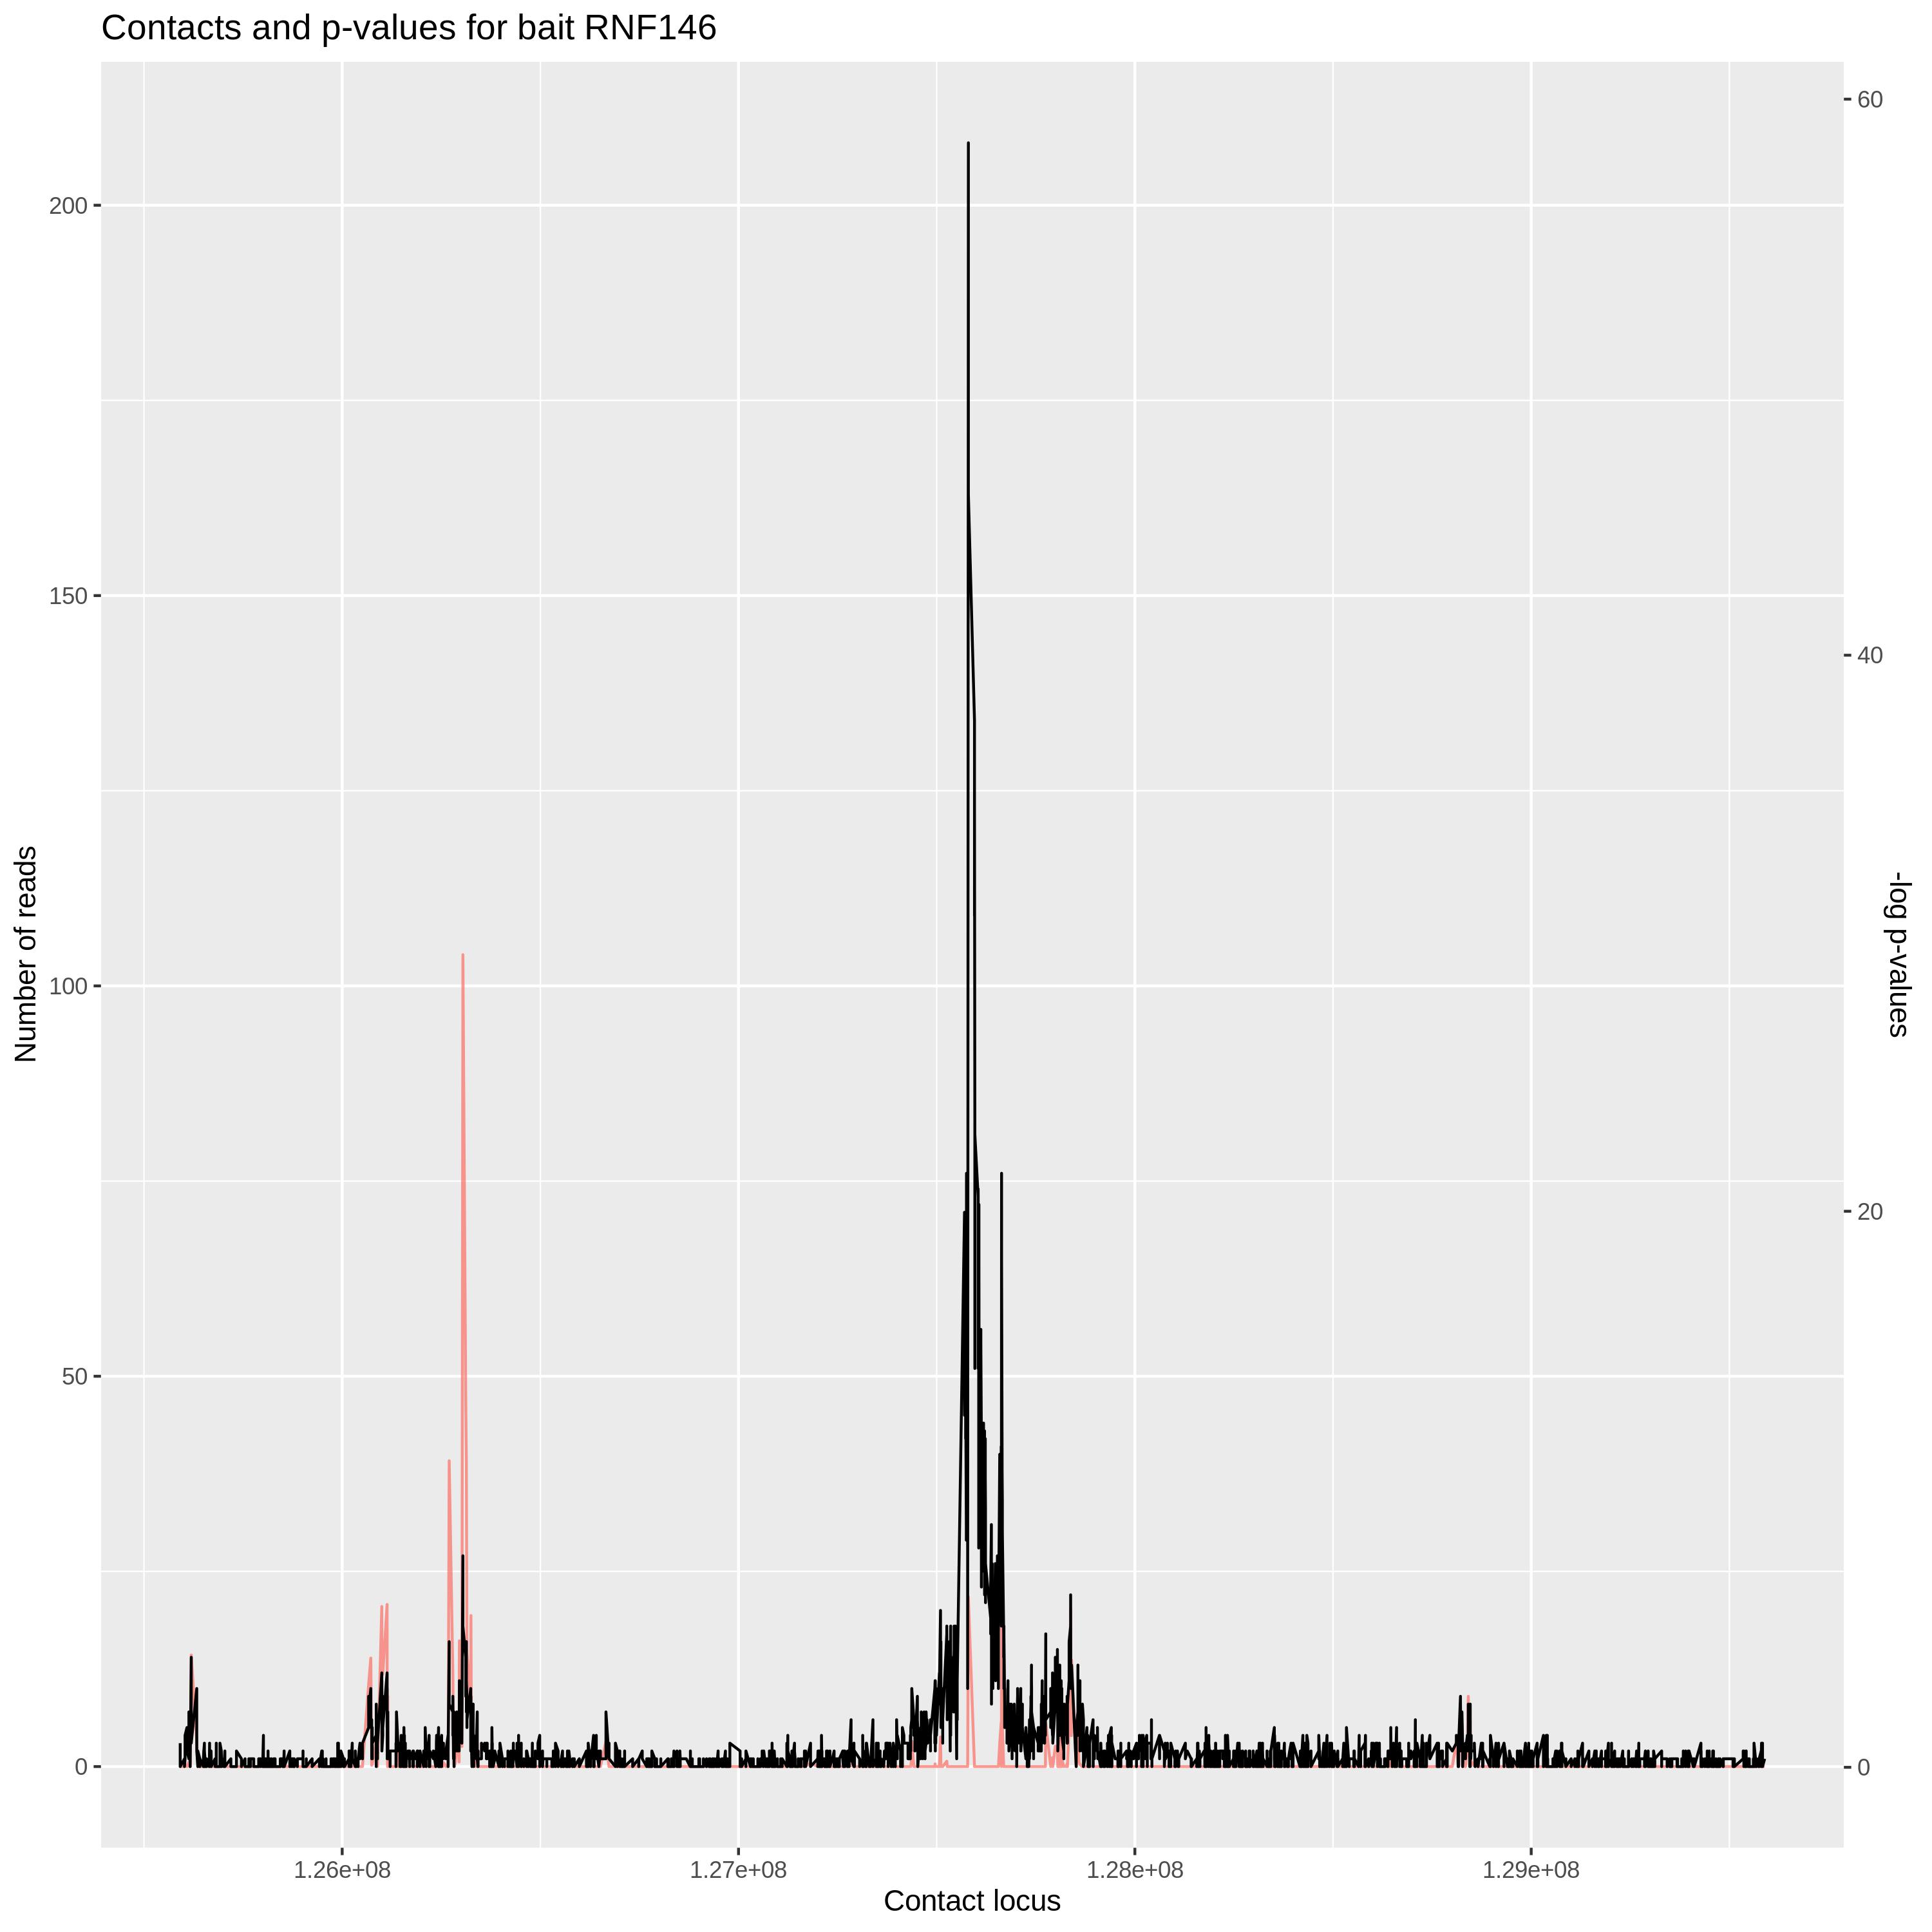 Contacts and p-values for bait RNF146
60
200
150
40
Number of reads
-log p-values
100
20
50
0
0
1.26e+08
1.27e+08
1.28e+08
1.29e+08
Contact locus